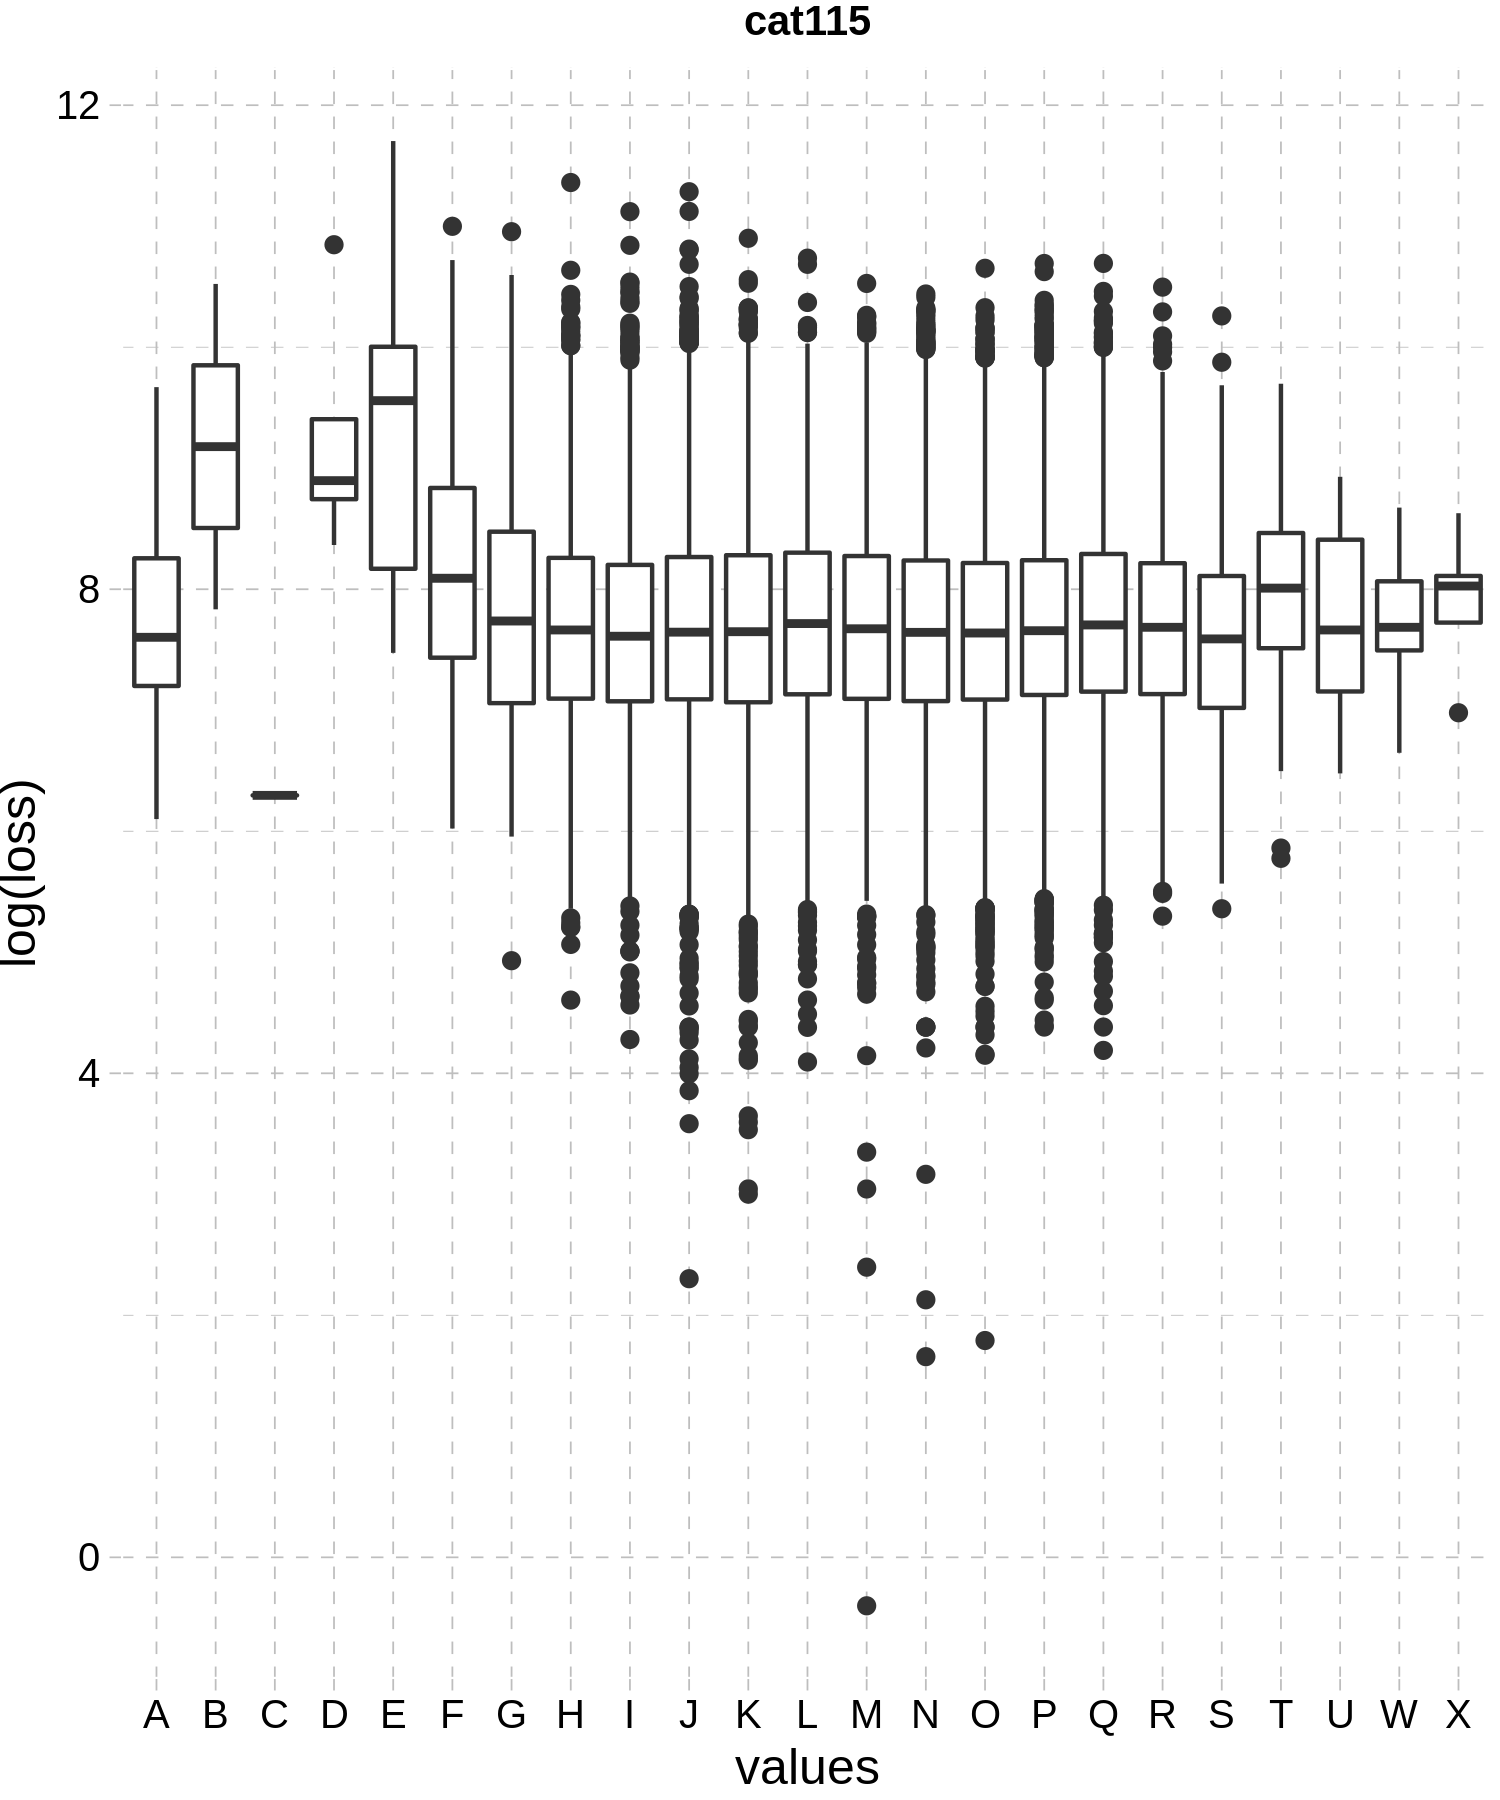 cat115
12
8
4
0
log(loss)
A B C D E F G H I J K L M N O P Q R S T U W X
values